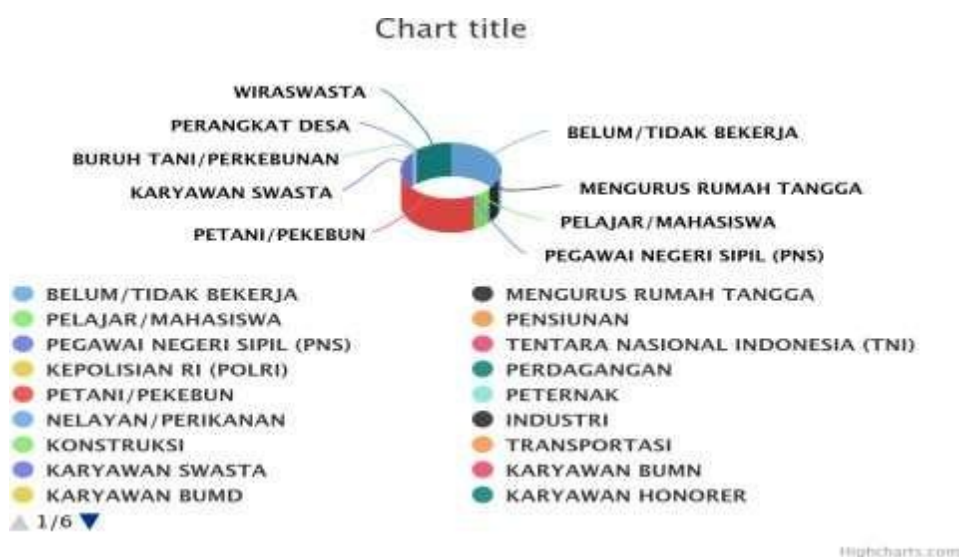 Chart title
WIRASWASTA
PERANGKAT DESA
BURUH TANI/PERKEBUNAN
KARYAWAN SWASTA
PETANI/PEKEBUN
BELUM/TIDAK BEKERJA
MENGURUS RUMAH TANGGA
PELAJAR/MAHASISWA
PEGAWAI NEGERI SIPIL (PNS)
BELUM/TIDAK BEKERJA
PELAJAR/MAHASISWA
PEGAWAI NEGERI SIPIL (PNS)
KEPOLISIAN RI (POLRI)
PETANI/PEKEBUN
NELAYAN/PERIKANAN
KONSTRUKSI
KARYAWAN SWASTA
KARYAWAN BUMD
MENGURUS RUMAH TANGGA
PENSIUNAN
TENTARA NASIONAL INDONESIA (TNI)
PERDAGANGAN
PETERNAK
INDUSTRI
TRANSPORTASI
KARYAWAN BUMN
KARYAWAN HONORER
1/6
Highcharts.com